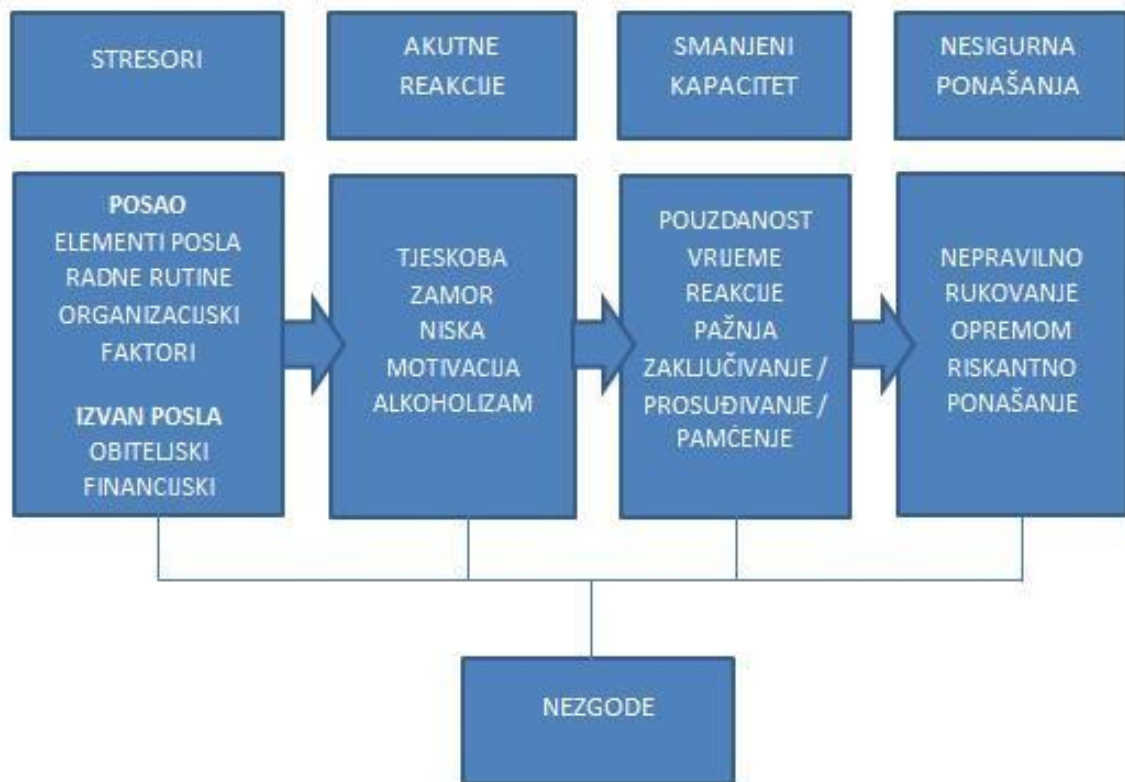 STRESORI
AKUTNE
REAKCIJE
SMANJENI
KAPACITET
NESIGURNA
PONAŠANJA
POSAO
ELEMENTI POSLA
RADNE RUTINE
ORGANIZACIJSKI
FAKTORI
IZVAN POSLA
OBITELJSKI
FINANCIJSKI
TJESKOBA
ZAMOR
NISKA
MOTIVACIJA
ALKOHOLIZAM
POUZDANOST
VRIJEME
REAKCIJE
PAŽNJA
ZAKLJUČIVANJE /
PROSUĐIVANJE /
PAMĆENJE
NEPRAVILNO
RUKOVANJE
OPREMOM
RISKANTNO
PONAŠANJE
NEZGODE